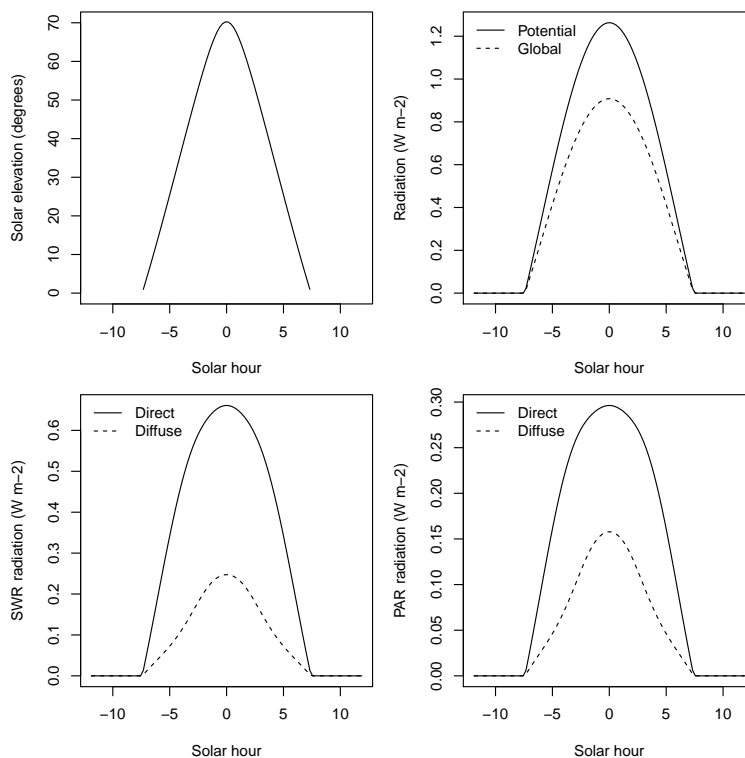 Solar elevation (degrees)
70
60
50
40
30
20
10
0
−10 −5 0 5 10
Solar hour
Radiation (W m−2)
1.2
1.0
0.8
0.6
0.4
0.2
0.0
Potential
Global
−10 −5 0 5 10
Solar hour
SWR radiation (W m−2)
0.6
0.5
0.4
0.3
0.2
0.1
0.0
Direct
Diffuse
−10 −5 0 5 10
Solar hour
PAR radiation (W m−2)
0.30
0.25
0.20
0.15
0.10
0.05
0.00
Direct
Diffuse
−10 −5 0 5 10
Solar hour